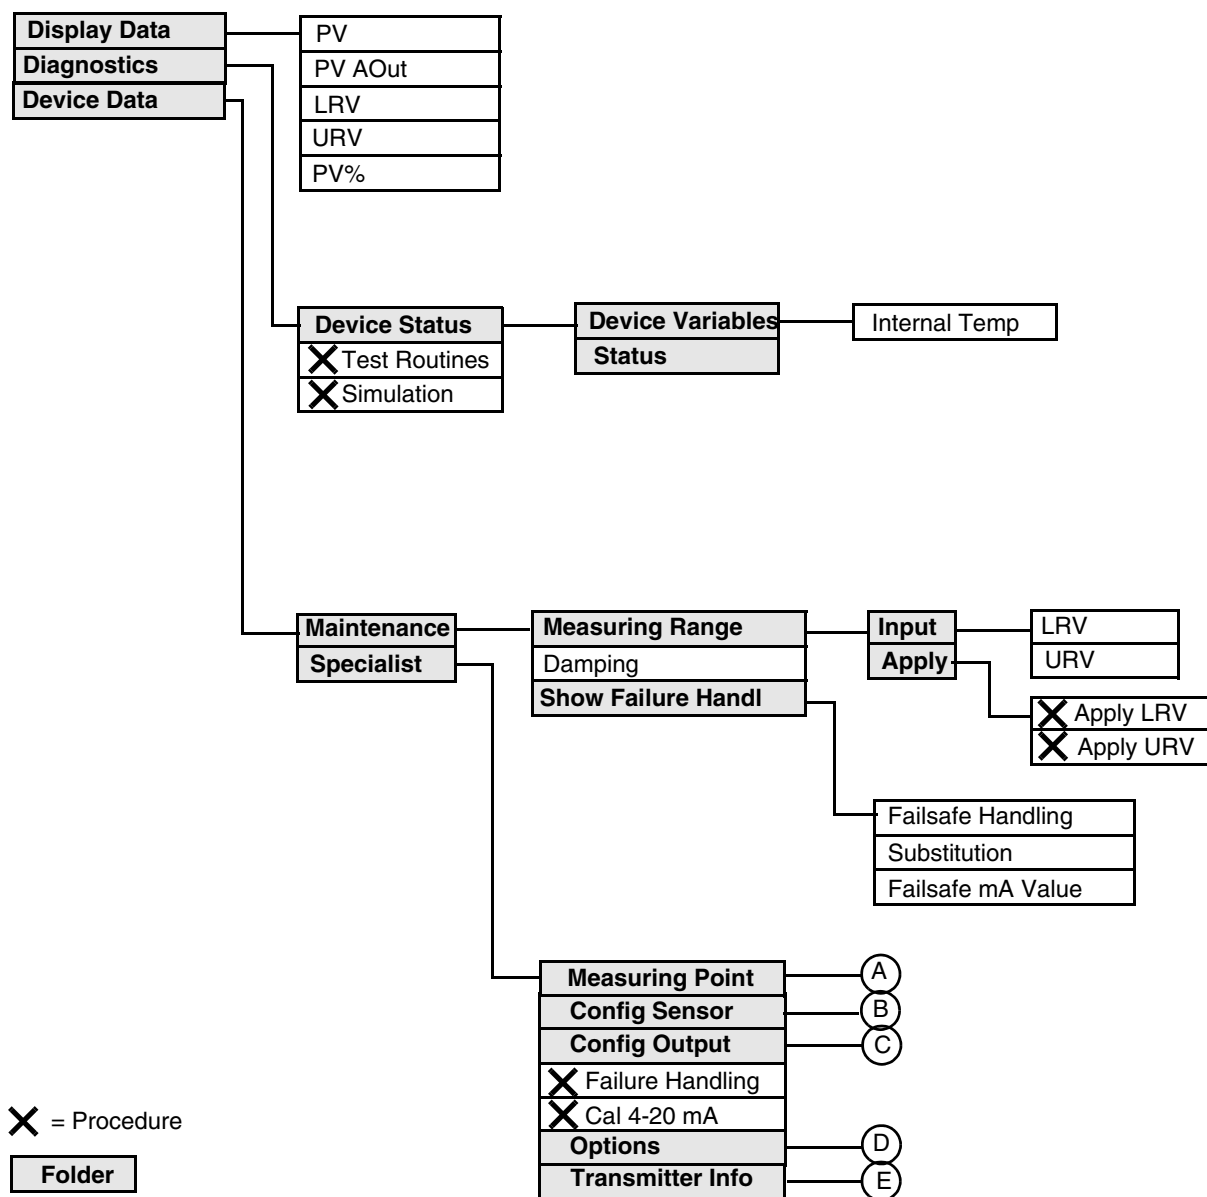 Display Data
Diagnostics
Device Data
PV
PV AOut
LRV
URV
PV%
Device Status
Test Routines
Simulation
Device Variables
Status
Internal Temp
Maintenance
Specialist
Measuring Range
Damping
Show Failure Handl
Input
Apply
LRV
URV
Apply LRV
Apply URV
Failsafe Handling
Substitution
Failsafe mA Value
Measuring Point
Config Sensor
Config Output
Failure Handling
Cal 4-20 mA
Options
Transmitter Info
A
B
C
D
E
= Procedure
Folder